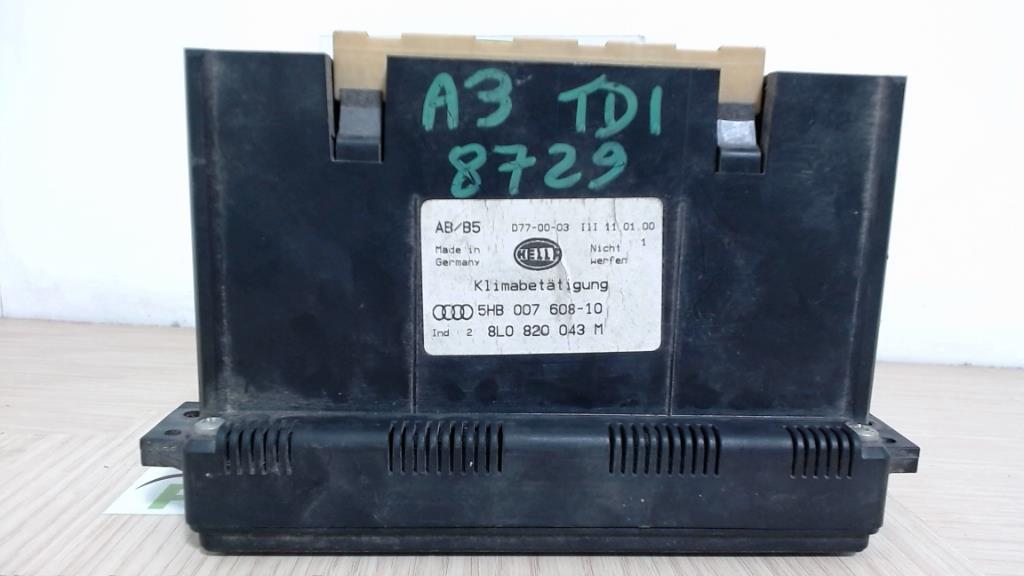 A3 TDI
8729
AB/B5 D77-00-03 III 11.01.00
1
Made in Germany
HELLA
Nicht werfen
Klimabetätigung
5HB 007 608-10
Ind 2 8L0 820 043 M